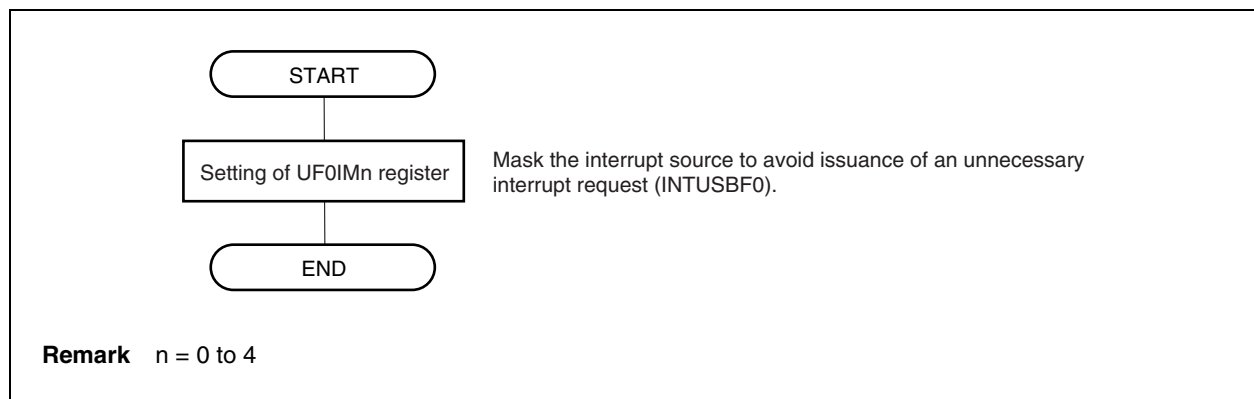 START
Setting of UF0IMn register
Mask the interrupt source to avoid issuance of an unnecessary
interrupt request (INTUSBF0).
END
Remark n = 0 to 4